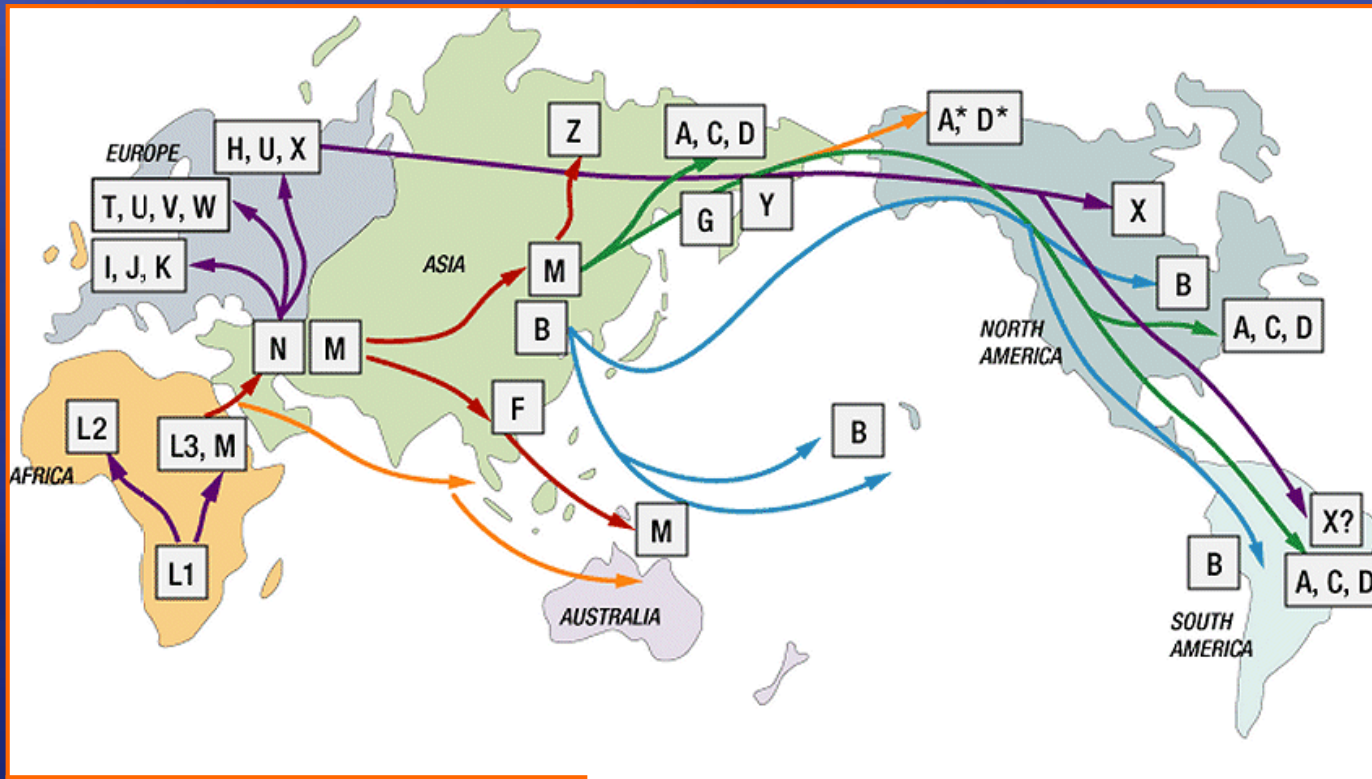 EUROPE
H, U, X
Z
A, C, D
A,* D*
T, U, V, W
G
Y
X
I, J, K
ASIA
M
B
B
N
M
NORTH
AMERICA
A, C, D
L2
L3, M
F
B
AFRICA
M
X?
L1
B
A, C, D
AUSTRALIA
SOUTH
AMERICA